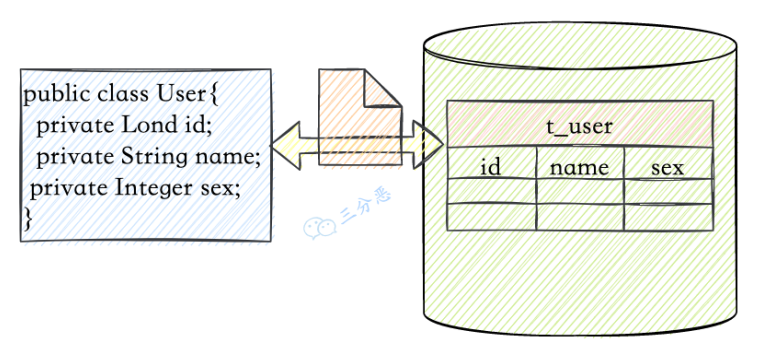 public class User{
private Lond id;
private String name;
private Integer sex;
}
三分恶
t_user
id name sex